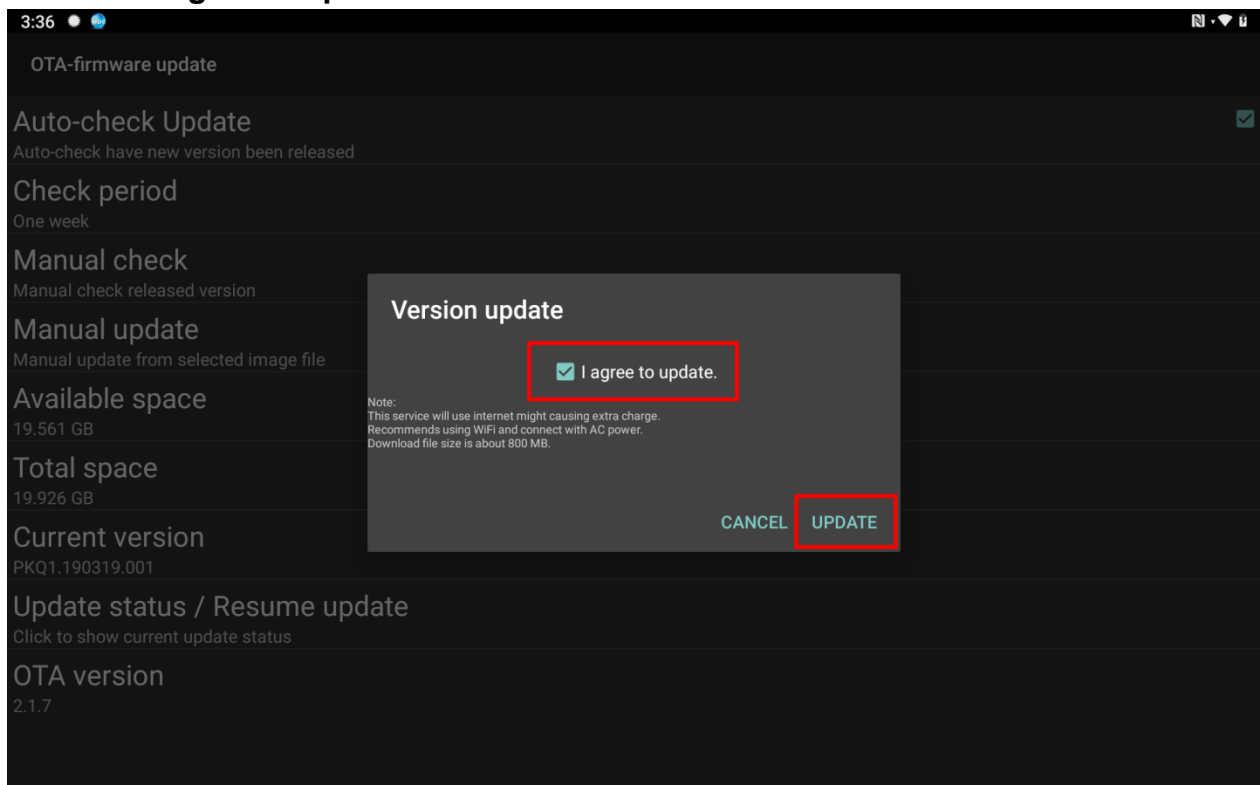 3:36
OTA-firmware update
Auto-check Update
Auto-check have new version been released
Check period
One week
Manual check
Manual check released version
Manual update
Manual update from selected image file
Available space
19.561 GB
Total space
19.926 GB
Current version
PKQ1.190319.001
Update status / Resume update
Click to show current update status
OTA version
2.1.7
Version update
I agree to update.
Note:
This service will use internet might causing extra charge.
Recommends using WiFi and connect with AC power.
Download file size is about 800 MB.
CANCEL UPDATE